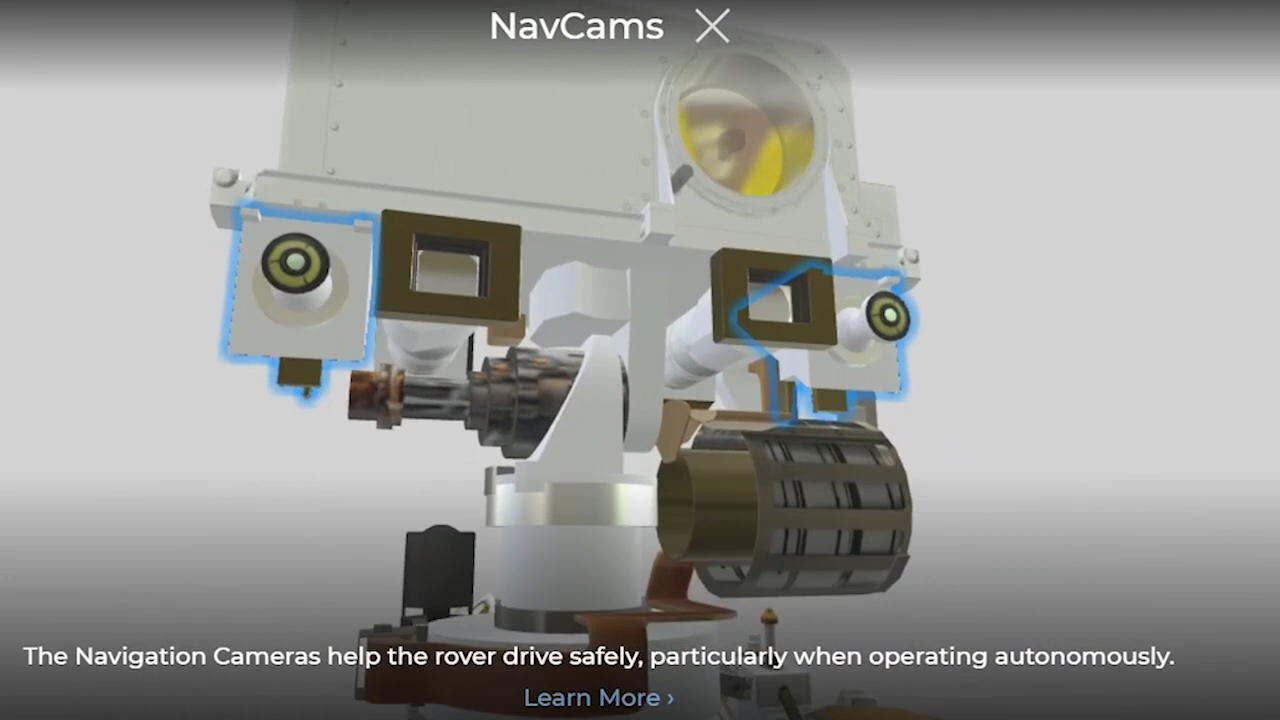 NavCams
The Navigation Cameras help the rover drive safely, particularly when operating autonomously.
Learn More ›